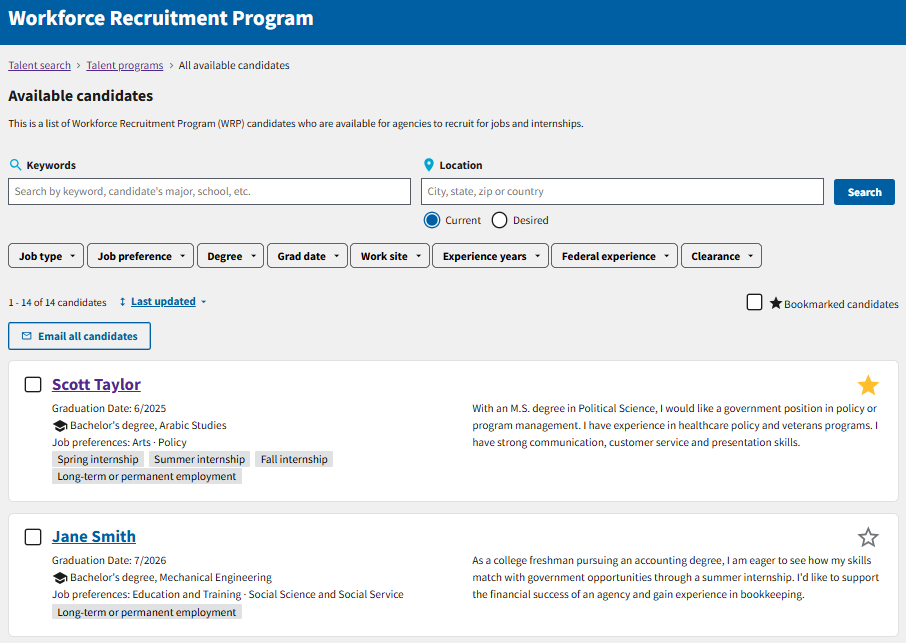 Workforce Recruitment Program
Talent search > Talent programs > All available candidates
Available candidates
This is a list of Workforce Recruitment Program (WRP) candidates who are available for agencies to recruit for jobs and internships.
Keywords
Location
Search by keyword, candidate's major, school, etc.
City, state, zip or country
Search
Current Desired
Job type Job preference Degree Grad date Work site Experience years Federal experience Clearance
1 - 14 of 14 candidates Last updated
Bookmarked candidates
Email all candidates
Scott Taylor
Graduation Date: 6/2025
Bachelor's degree, Arabic Studies
Job preferences: Arts · Policy
Spring internship Summer internship Fall internship
Long-term or permanent employment
With an M.S. degree in Political Science, I would like a government position in policy or
program management. I have experience in healthcare policy and veterans programs. I
have strong communication, customer service and presentation skills.
Jane Smith
Graduation Date: 7/2026
Bachelor's degree, Mechanical Engineering
Job preferences: Education and Training · Social Science and Social Service
Long-term or permanent employment
As a college freshman pursuing an accounting degree, I am eager to see how my skills
match with government opportunities through a summer internship. I'd like to support
the financial success of an agency and gain experience in bookkeeping.